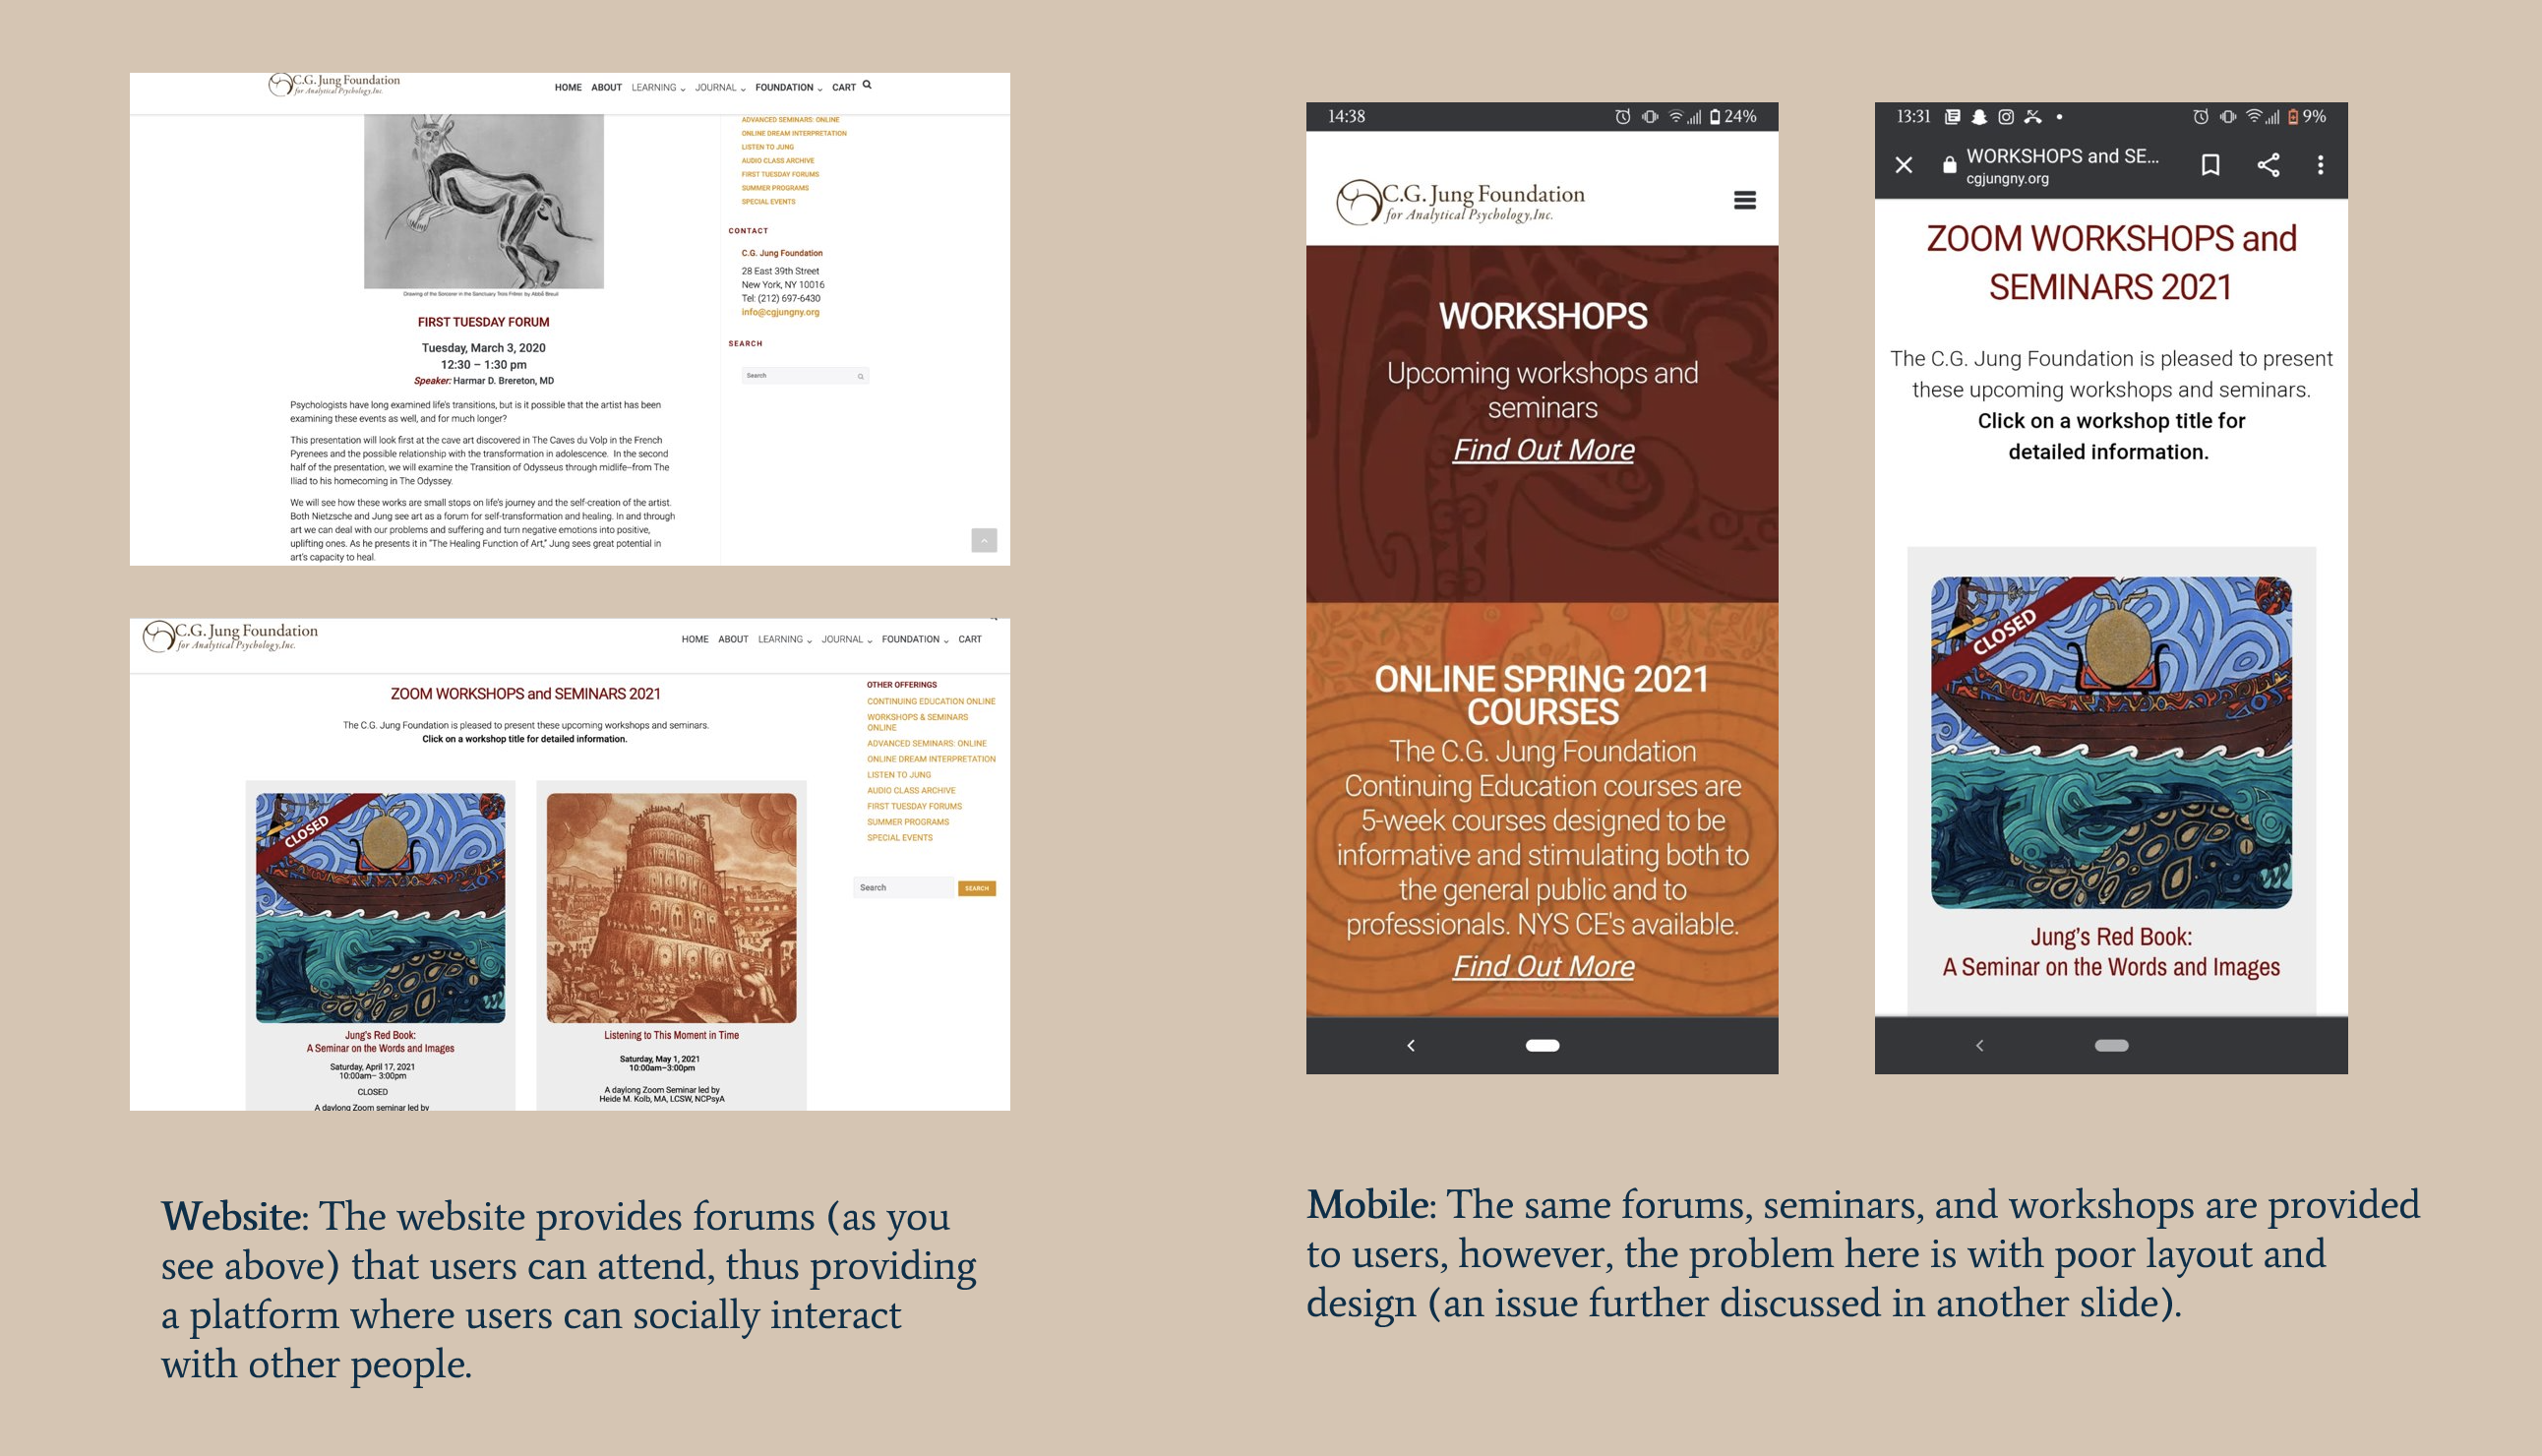 C.G. Jung Foundation
for Analytical Psychology, Inc.
HOME ABOUT LEARNING JOURNAL FOUNDATION CART
ADVANCED SEMINARS: ONLINE
ONLINE DREAM INTERPRETATION
LISTEN TO JUNG
AUDIO CLASS ARCHIVE
FIRST TUESDAY FORUMS
SUMMER PROGRAMS
SPECIAL EVENTS
CONTACT
C.G. Jung Foundation
28 East 39th Street
New York, NY 10016
Tel: (212) 697-6430
info@cgjungny.org
SEARCH
Search
Drawing of the Sorcerer in the Sanctuary Trois Frères by Abbé Breuil
FIRST TUESDAY FORUM
Tuesday, March 3, 2020
12:30 – 1:30 pm
Speaker: Harmar D. Brereton, MD
Psychologists have long examined life's transitions, but is it possible that the artist has been
examining these events as well, and for much longer?
This presentation will look first at the cave art discovered in The Caves du Volp in the French
Pyrenees and the possible relationship with the transformation in adolescence. In the second
half of the presentation, we will examine the Transition of Odysseus through midlife–from The
Iliad to his homecoming in The Odyssey.
We will see how these works are small stops on life's journey and the self-creation of the artist.
Both Nietzsche and Jung see art as a forum for self-transformation and healing. In and through
art we can deal with our problems and suffering and turn negative emotions into positive,
uplifting ones. As he presents it in "The Healing Function of Art," Jung sees great potential in
art's capacity to heal.
C.G. Jung Foundation
for Analytical Psychology, Inc.
HOME ABOUT LEARNING JOURNAL FOUNDATION CART
ZOOM WORKSHOPS and SEMINARS 2021
The C.G. Jung Foundation is pleased to present these upcoming workshops and seminars.
Click on a workshop title for detailed information.
CLOSED
Jung's Red Book:
A Seminar on the Words and Images
Saturday, April 17, 2021
10:00am– 3:00pm
CLOSED
A daylong Zoom seminar led by
Listening to This Moment in Time
Saturday, May 1, 2021
10:00am–3:00pm
A daylong Zoom Seminar led by
Heide M. Kolb, MA, LCSW, NCPsyA
OTHER OFFERINGS
CONTINUING EDUCATION ONLINE
WORKSHOPS & SEMINARS
ONLINE
ADVANCED SEMINARS: ONLINE
ONLINE DREAM INTERPRETATION
LISTEN TO JUNG
AUDIO CLASS ARCHIVE
FIRST TUESDAY FORUMS
SUMMER PROGRAMS
SPECIAL EVENTS
Search
SEARCH
Website: The website provides forums (as you
see above) that users can attend, thus providing
a platform where users can socially interact
with other people.
14:38
24%
C.G. Jung Foundation
for Analytical Psychology, Inc.
WORKSHOPS
Upcoming workshops and
seminars
Find Out More
ONLINE SPRING 2021
COURSES
The C.G. Jung Foundation
Continuing Education courses are
5-week courses designed to be
informative and stimulating both to
the general public and to
professionals. NYS CE's available.
Find Out More
13:31
9%
WORKSHOPS and SE...
cgjungny.org
ZOOM WORKSHOPS and
SEMINARS 2021
The C.G. Jung Foundation is pleased to present
these upcoming workshops and seminars.
Click on a workshop title for
detailed information.
CLOSED
Jung's Red Book:
A Seminar on the Words and Images
Mobile: The same forums, seminars, and workshops are provided
to users, however, the problem here is with poor layout and
design (an issue further discussed in another slide).